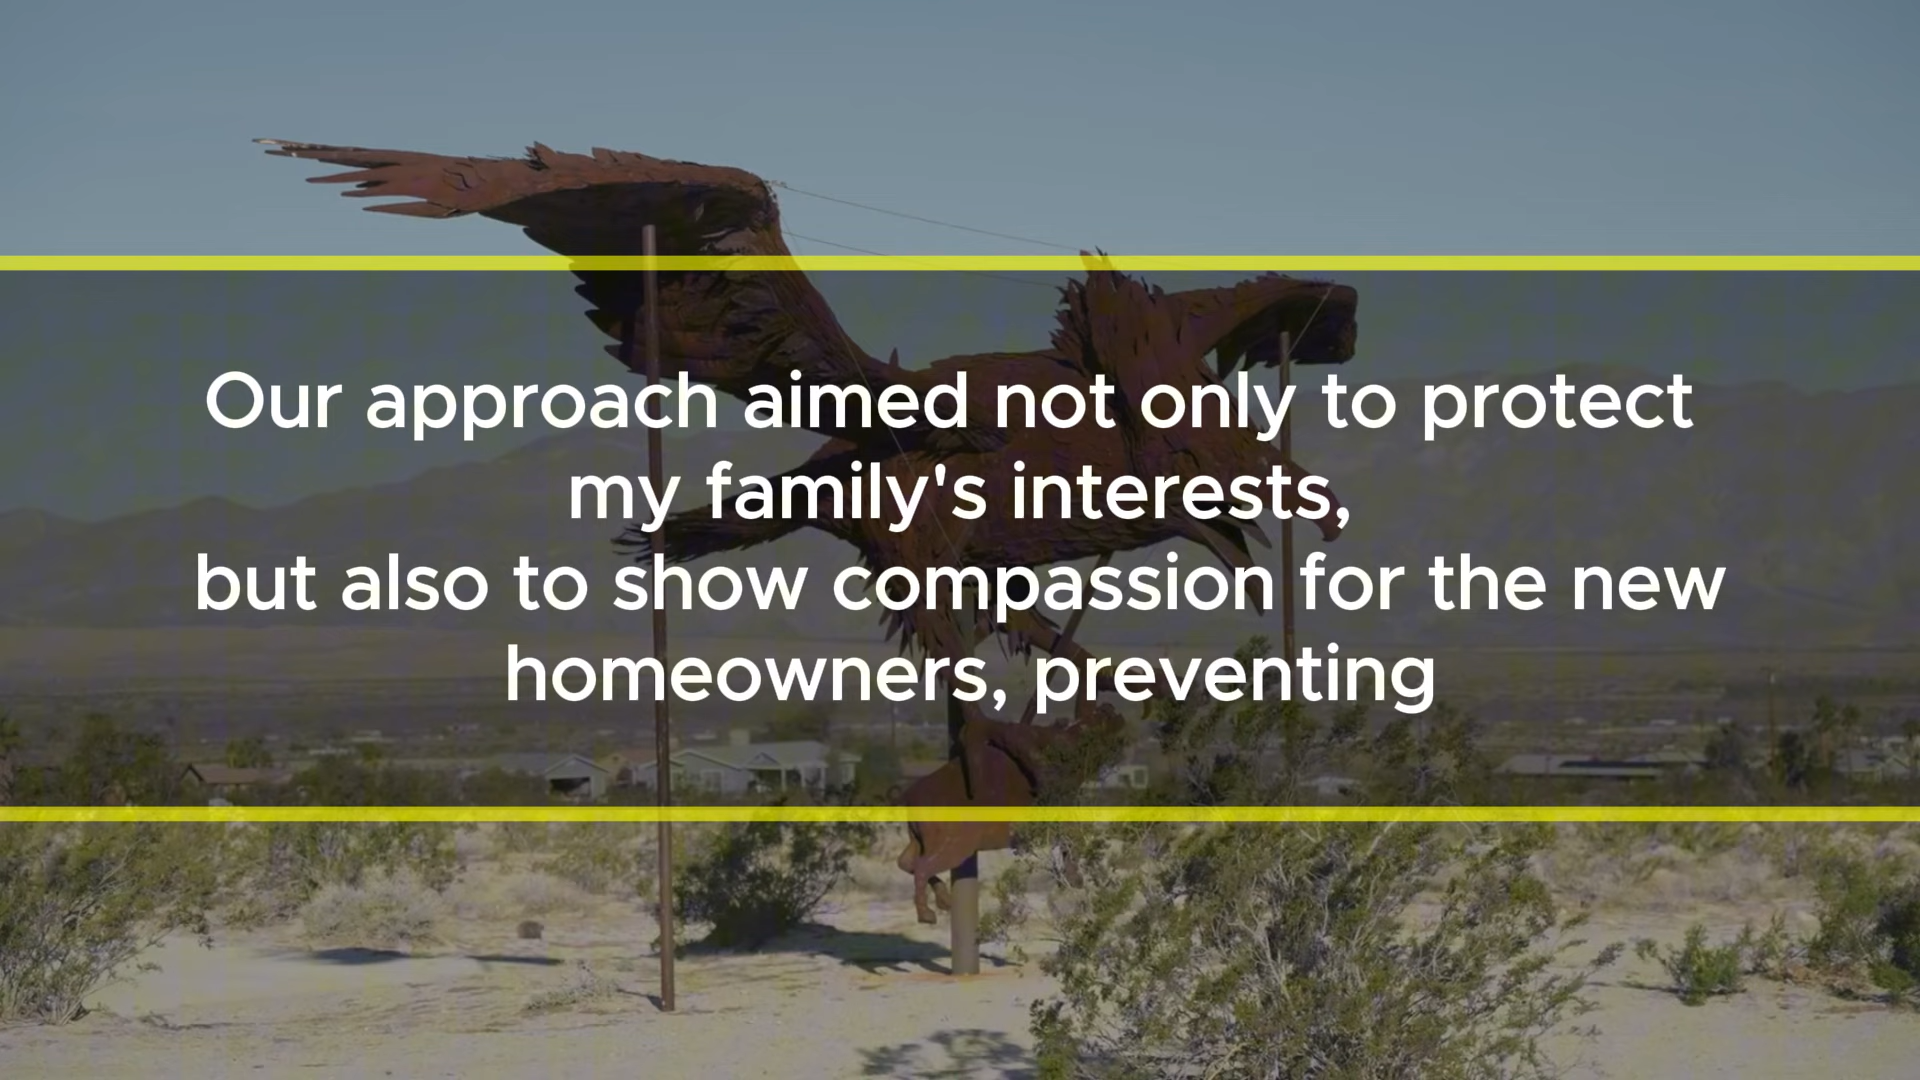 Our approach aimed not only to protect
my family's interests,
but also to show compassion for the new
homeowners, preventing